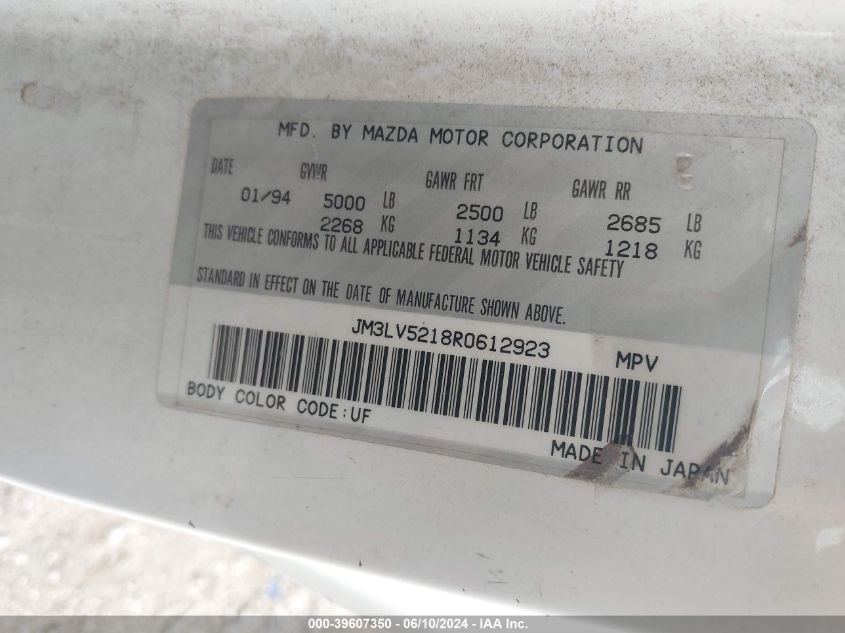 MFD. BY MAZDA MOTOR CORPORATION
DATE GVWR GAWR FRT GAWR RR
01/94 5000 LB 2500 LB 2685 LB
2268 KG 1134 KG 1218 KG
THIS VEHICLE CONFORMS TO ALL APPLICABLE FEDERAL MOTOR VEHICLE SAFETY
STANDARD IN EFFECT ON THE DATE OF MANUFACTURE SHOWN ABOVE.
JM3LV5218R0612923 MPV
BODY COLOR CODE:UF
MADE IN JAPAN
000-39607350 - 06/10/2024 - IAA Inc.